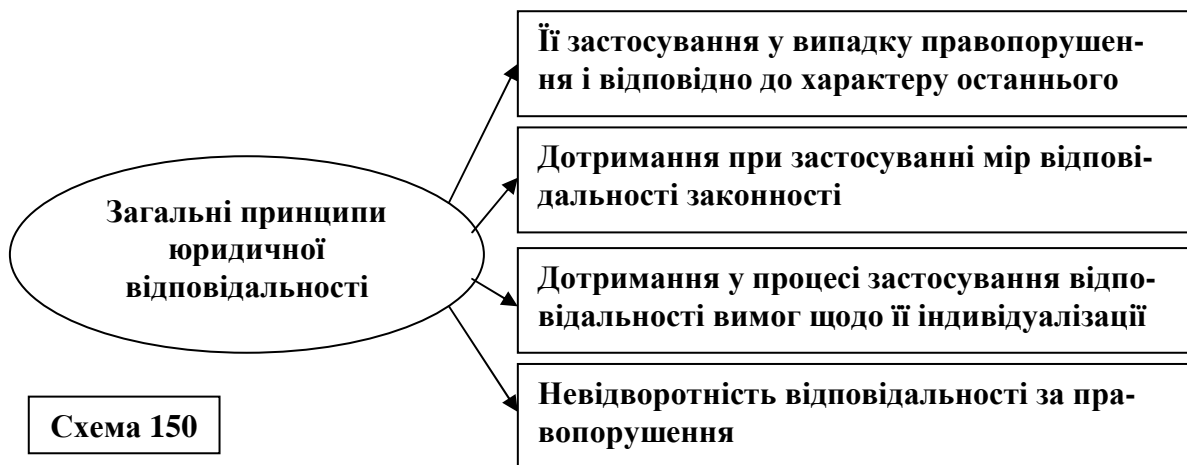 Її застосування у випадку правопорушен-
ня і відповідно до характеру останнього
Дотримання при застосуванні мір відпові-
дальності законності
Загальні принципи
юридичної
відповідальності
Дотримання у процесі застосування відпо-
відальності вимог щодо її індивідуалізації
Невідворотність відповідальності за пра-
вопорушення
Схема 150